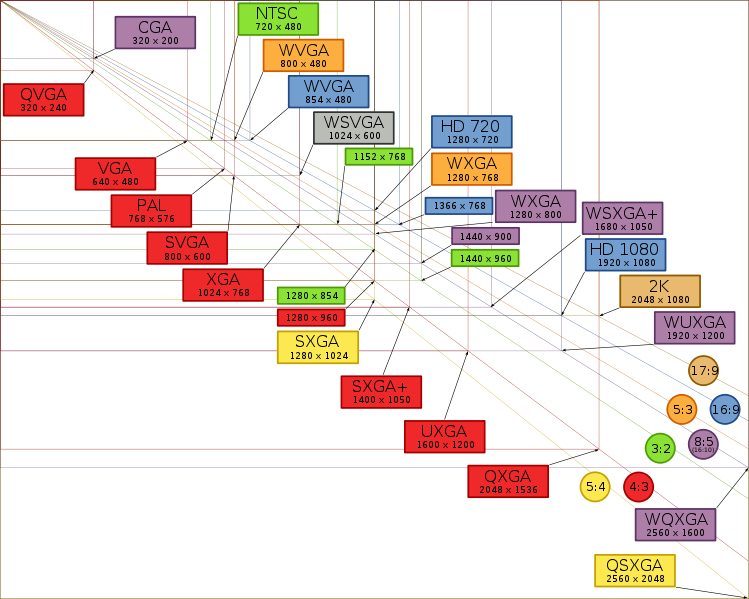 NTSC
720 x 480
CGA
320 x 200
WVGA
800 x 480
QVGA
320 x 240
WVGA
854 x 480
WSVGA
1024 x 600
HD 720
1280 x 720
1152 x 768
VGA
640 x 480
WXGA
1280 x 768
PAL
768 x 576
1366 x 768
WXGA
1280 x 800
WSXGA+
1680 x 1050
SVGA
800 x 600
1440 x 900
HD 1080
1920 x 1080
1440 x 960
XGA
1024 x 768
1280 x 854
2K
2048 x 1080
1280 x 960
WUXGA
1920 x 1200
SXGA
1280 x 1024
17:9
SXGA+
1400 x 1050
5:3
16:9
UXGA
1600 x 1200
3:2
8:5
(16:10)
QXGA
2048 x 1536
5:4
4:3
WQXGA
2560 x 1600
QSXGA
2560 x 2048